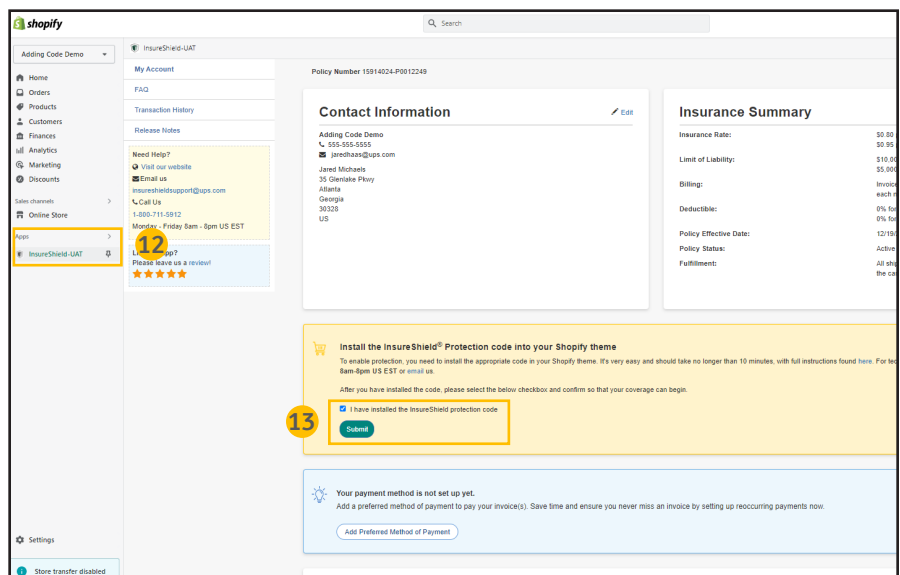 shopify
Search
Adding Code Demo
Home
Orders
Products
Customers
Finances
Analytics
Marketing
Discounts
Sales channels
Online Store
Apps
InsureShield-UAT
Settings
Store transfer disabled
InsureShield-UAT
My Account
FAQ
Transaction History
Release Notes
Need Help?
Visit our website
Email us
insureshieldsupport@ups.com
Call Us
1-800-711-5912
Monday - Friday 8am - 8pm US EST
12
Please leave us a review!
Policy Number 15914024-P0012249
Contact Information
Edit
Adding Code Demo
555-555-5555
jaredhaas@ups.com
Jared Michaels
35 Glenlake Pkwy
Atlanta
Georgia
30328
US
Insurance Summary
Insurance Rate: $0.80
$0.95
Limit of Liability: $10,00
$5,000
Billing: Invoice
each
Deductible: 0% for
0% for
Policy Effective Date: 12/19/
Policy Status: Active
Fulfillment: All ship
the ca
Install the InsureShield® Protection code into your Shopify theme
To enable protection, you need to install the appropriate code in your Shopify theme. It's very easy and should take no longer than 10 minutes, with full instructions found here. For tec
8am-8pm US EST or email us.
After you have installed the code, please select the below checkbox and confirm so that your coverage can begin.
I have installed the InsureShield protection code
13
Submit
Your payment method is not set up yet.
Add a preferred method of payment to pay your invoice(s). Save time and ensure you never miss an invoice by setting up reoccurring payments now.
Add Preferred Method of Payment